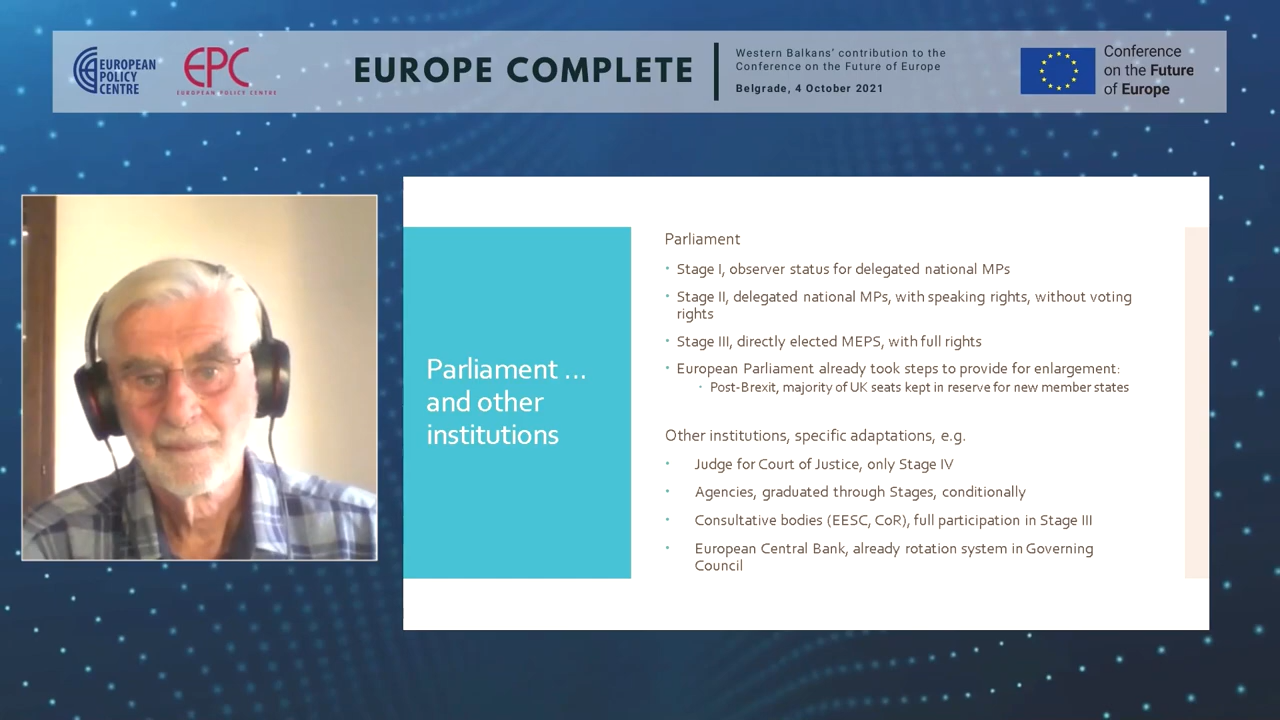 EUROPEAN
POLICY
CENTRE
EPC
EUROPEAN POLICY CENTRE
EUROPE COMPLETE
Western Balkans' contribution to the
Conference on the Future of Europe
Belgrade, 4 October 2021
Conference
on the Future
of Europe
Parliament ...
and other
institutions
Parliament
• Stage I, observer status for delegated national MPs
• Stage II, delegated national MPs, with speaking rights, without voting
rights
• Stage III, directly elected MEPS, with full rights
• European Parliament already took steps to provide for enlargement:
• Post-Brexit, majority of UK seats kept in reserve for new member states
Other institutions, specific adaptations, e.g.
• Judge for Court of Justice, only Stage IV
• Agencies, graduated through Stages, conditionally
• Consultative bodies (EESC, CoR), full participation in Stage III
• European Central Bank, already rotation system in Governing
Council